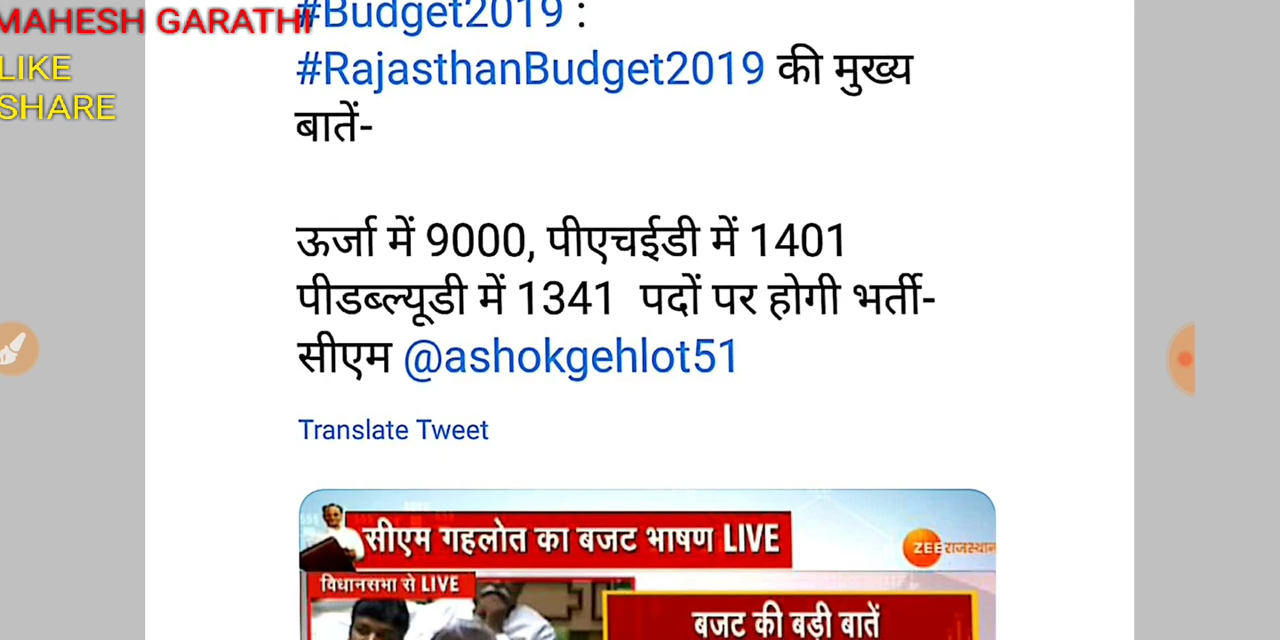 MAHESH GARATHI
LIKE
SHARE
#Budget2019 :
#RajasthanBudget2019 की मुख्य
बातें-
ऊर्जा में 9000, पीएचईडी में 1401
पीडब्ल्यूडी में 1341 पदों पर होगी भर्ती-
सीएम @ashokgehlot51
Translate Tweet
सीएम गहलोत का बजट भाषण LIVE
ZEE राजस्थान
विधानसभा से LIVE
बजट की बड़ी बातें